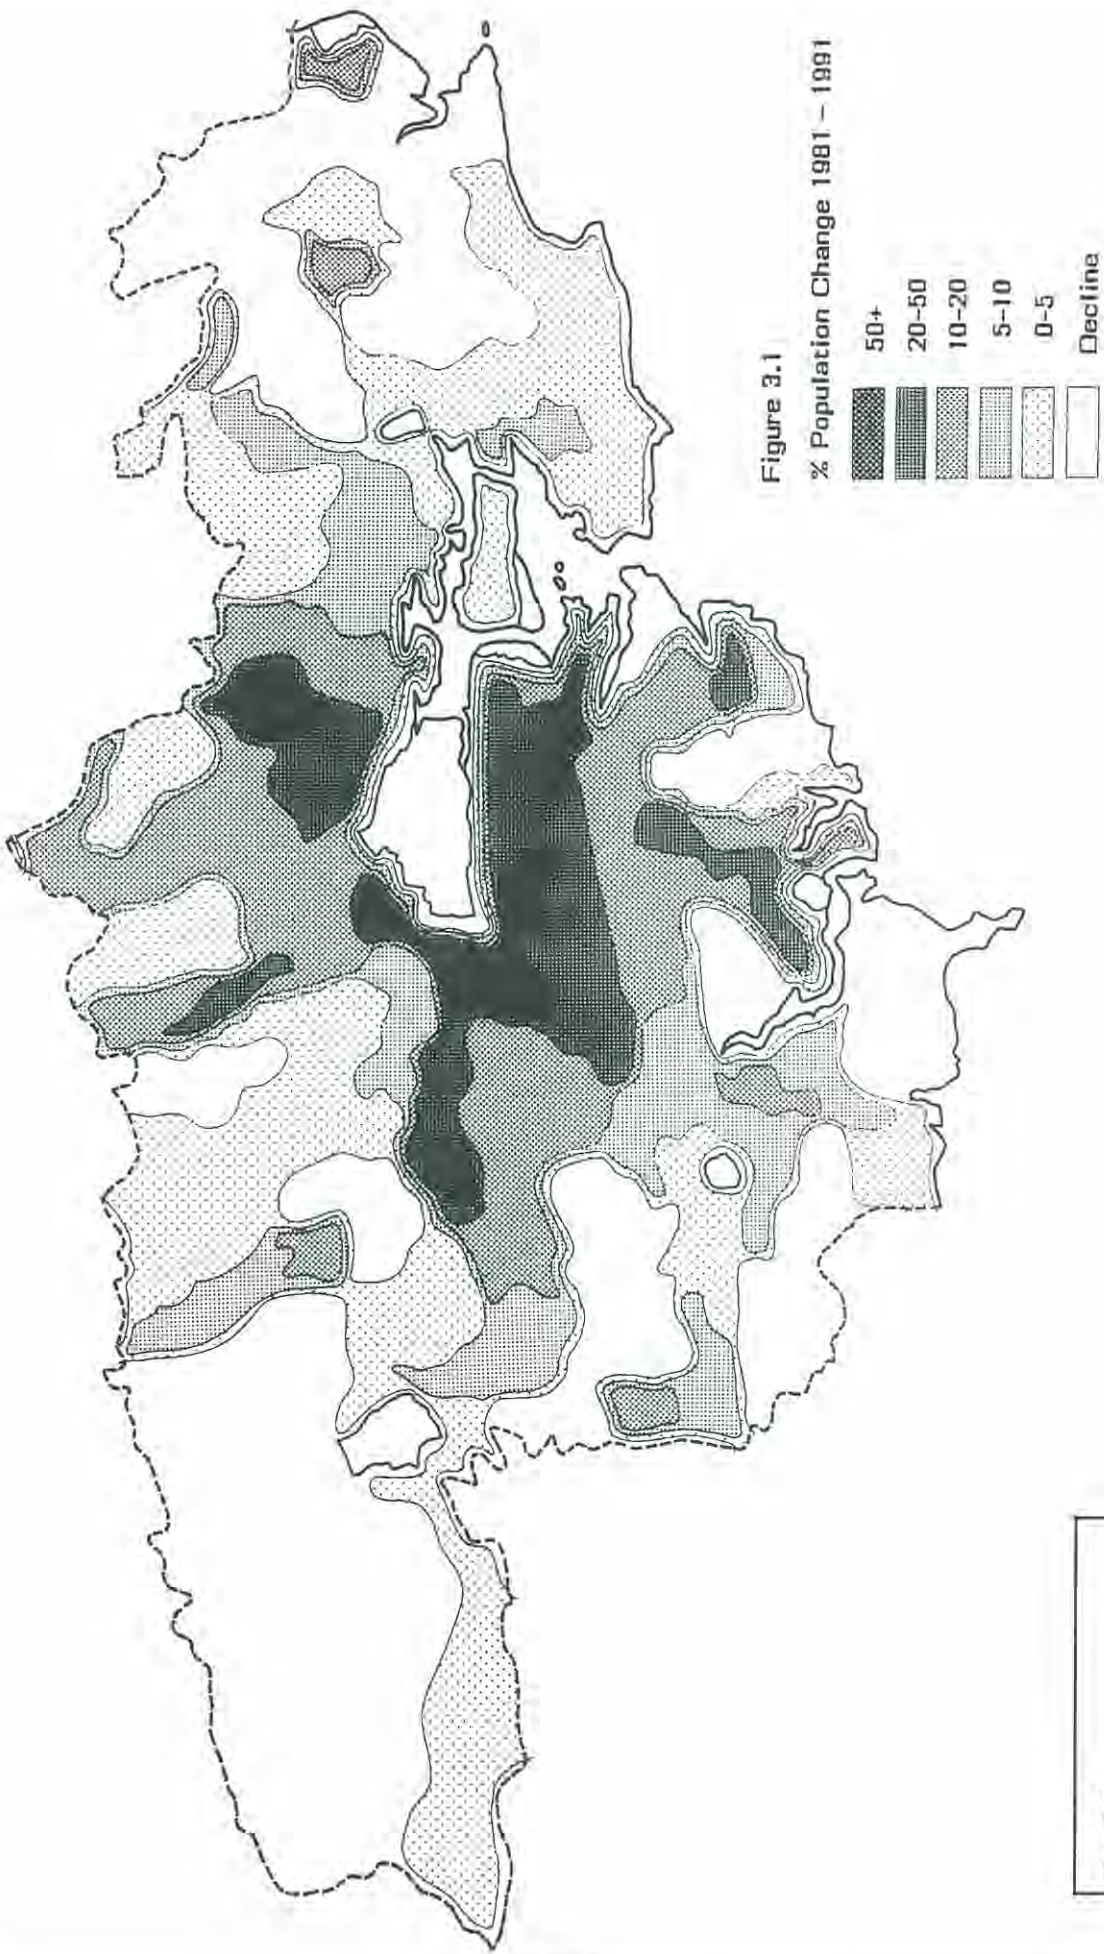 Figure 3.1
% Population Change 1981 - 1991
50+
20-50
10-20
5-10
0-5
Decline